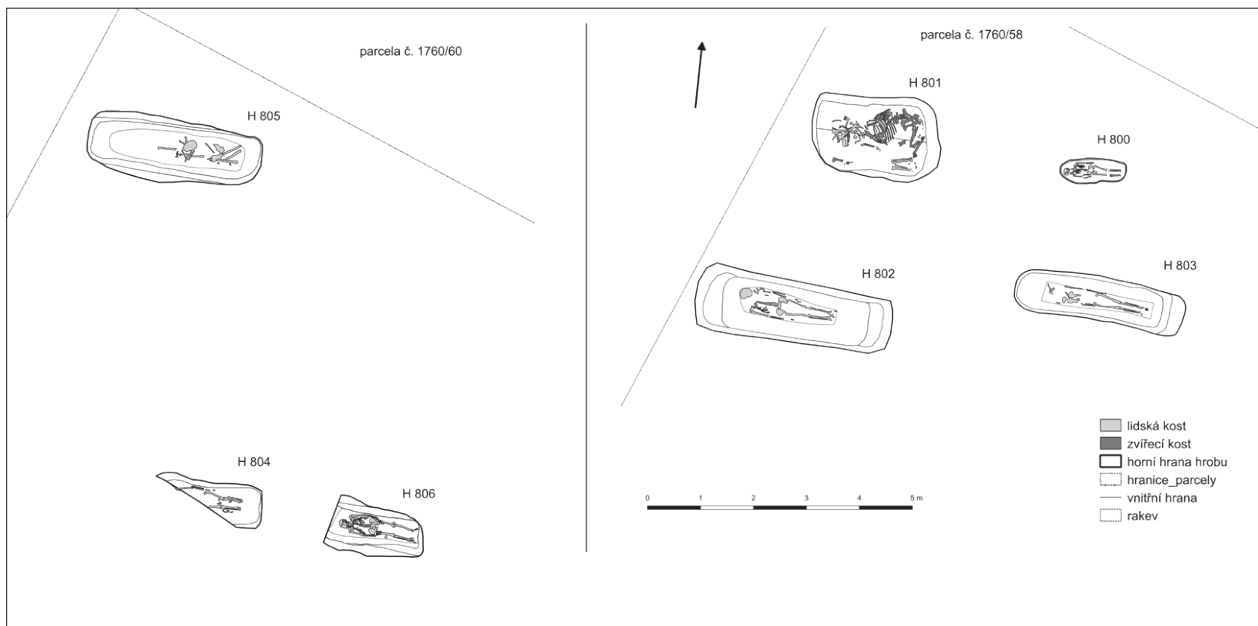 parcela č. 1760/60
H 805
H 804
H 806
parcela č. 1760/58
H 801
H 800
H 802
H 803
0 1 2 3 4 5 m
lidská kost
zvířecí kost
horní hrana hrobu
hranice_parcely
vnitřní hrana
rakev